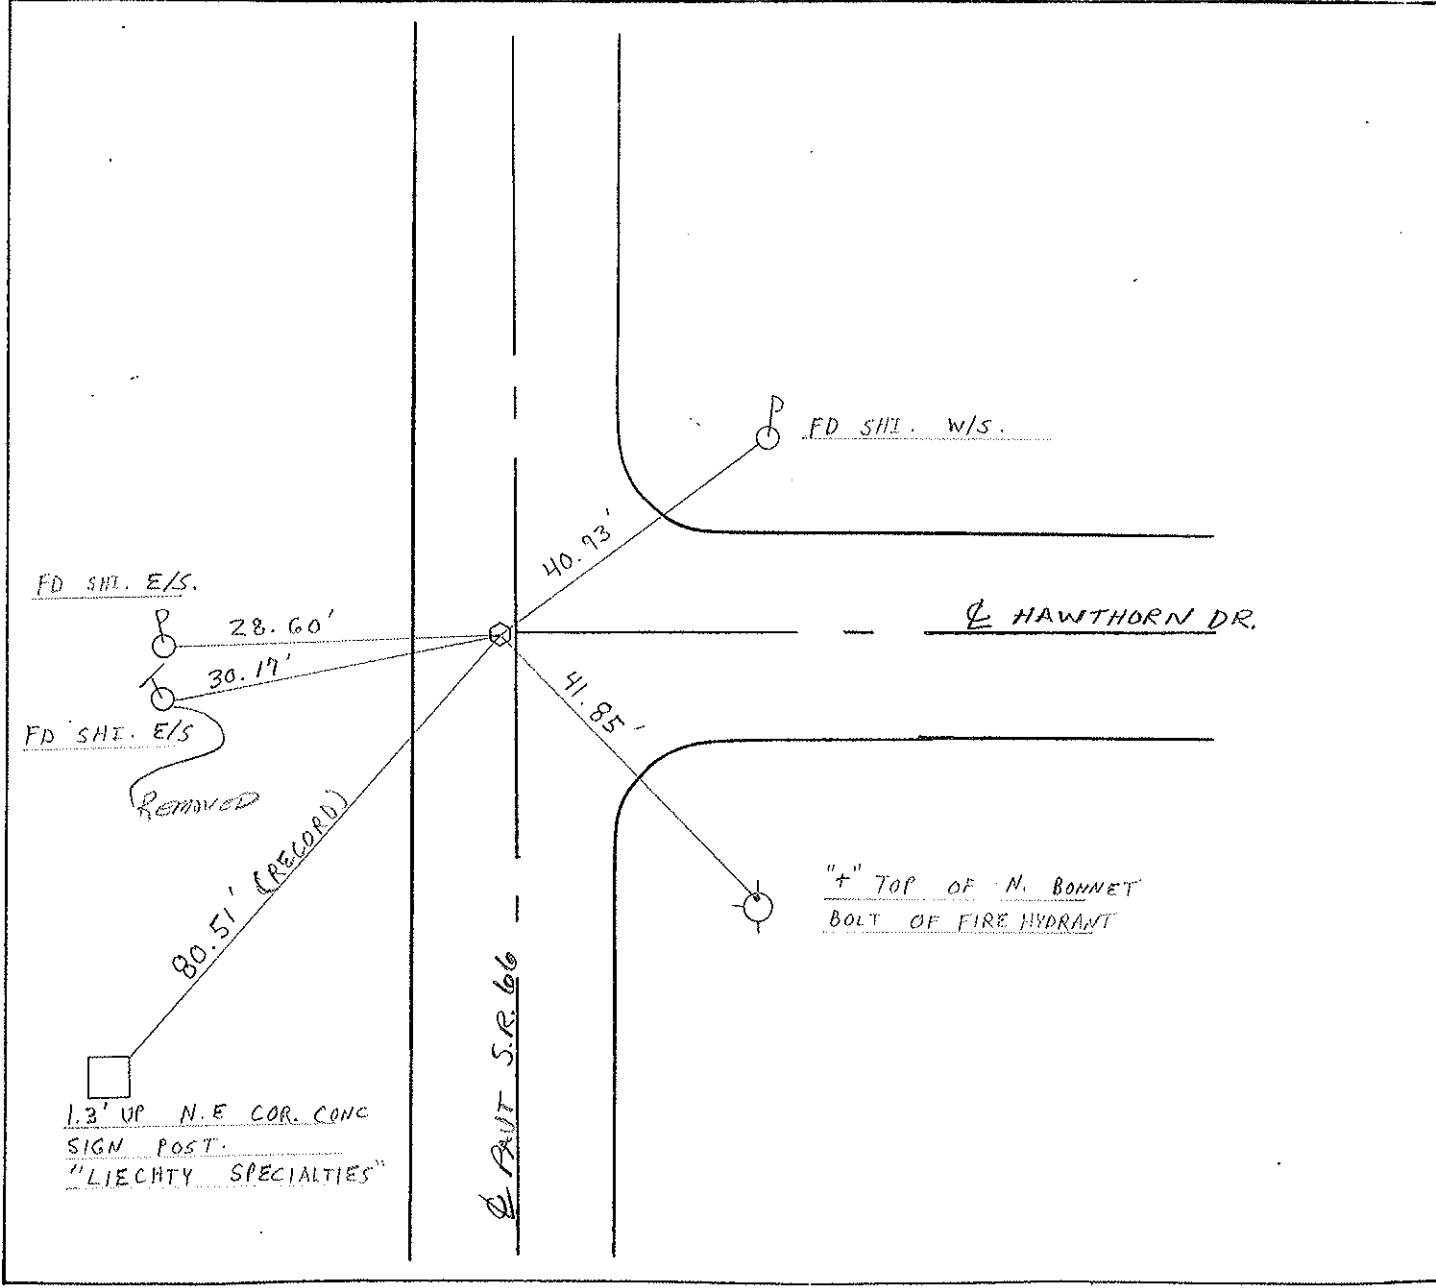 FD SHI. W/S.
40.93'
FD SHI. E/S.
28.60'
℄ HAWTHORN DR.
30.17'
41.85'
FD SHI. E/S
REMOVED
80.51' (RECORD)
"+" TOP OF N. BONNET
BOLT OF FIRE HYDRANT
℄ PAVT S.R. 66
1.3' UP N.E COR. CONC
SIGN POST.
"LIECHTY SPECIALTIES"